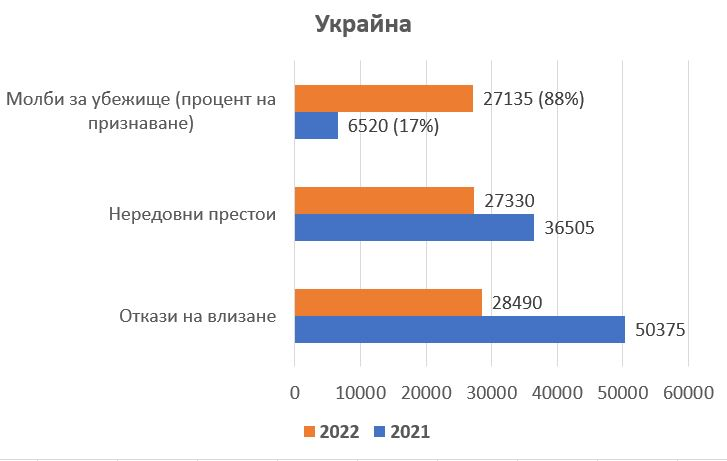 Украйна
Молби за убежище (процент на
признаване)
27135 (88%)
6520 (17%)
Нередовни престои
27330
36505
Откази на влизане
28490
50375
0 10000 20000 30000 40000 50000 60000
2022 2021